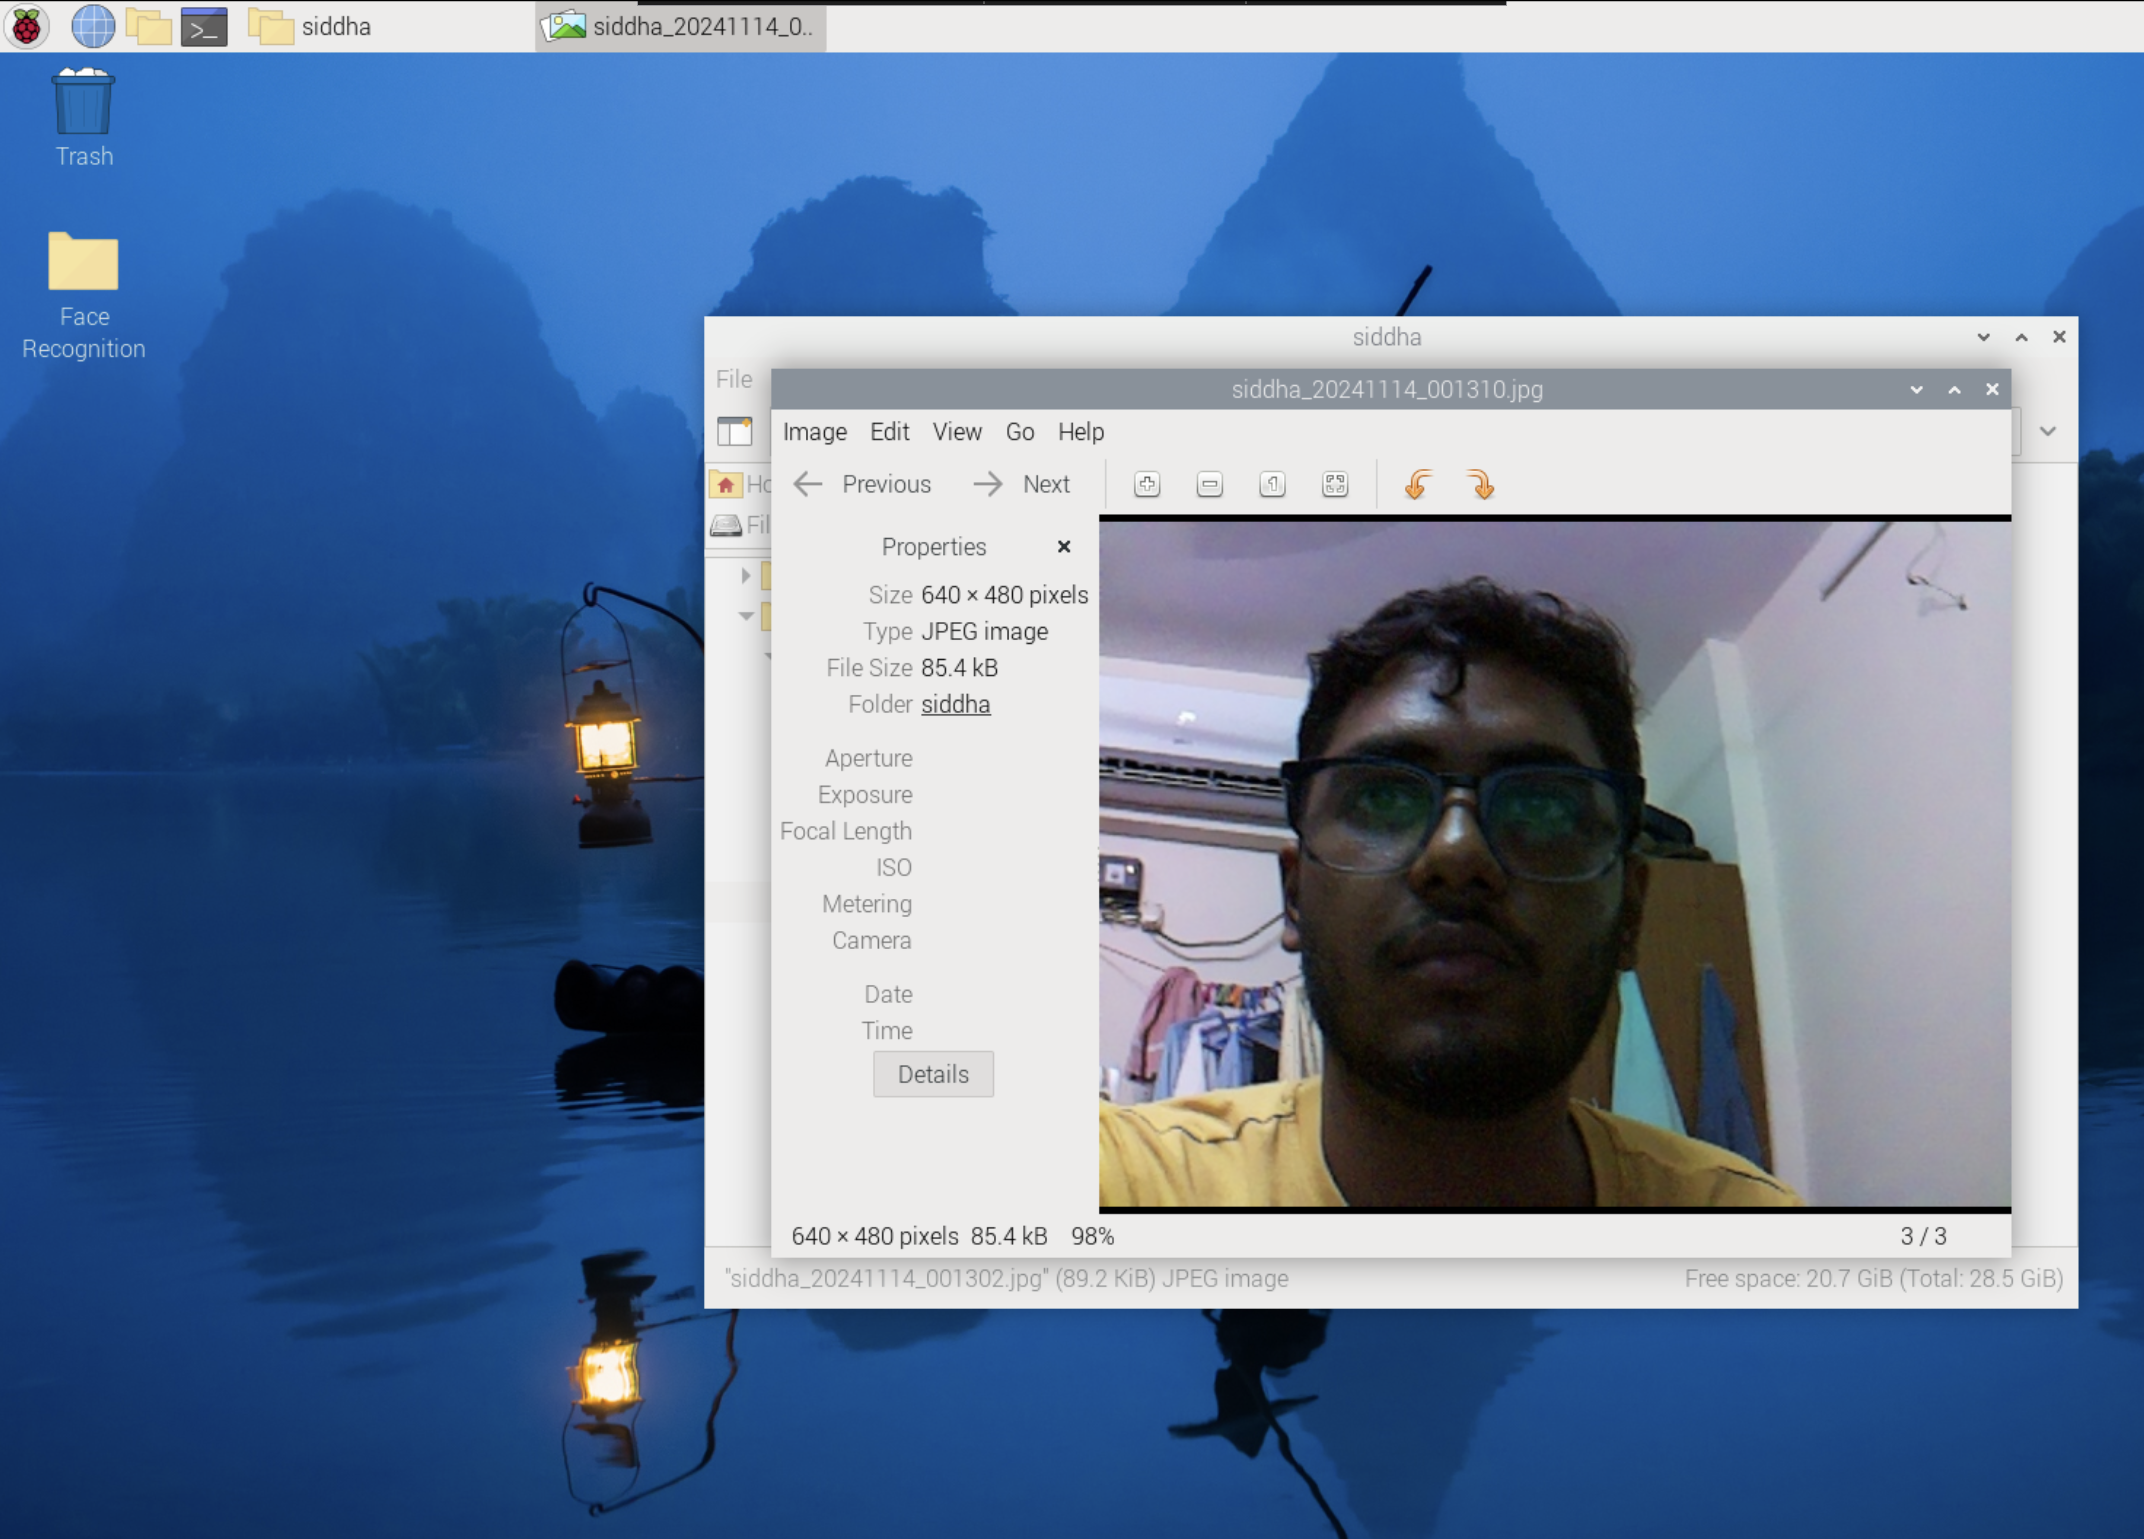 siddha
siddha_20241114_0..
Trash
Face
Recognition
siddha
File
siddha_20241114_001310.jpg
Image Edit View Go Help
Previous Next
Properties
Size 640 × 480 pixels
Type JPEG image
File Size 85.4 kB
Folder siddha
Aperture
Exposure
Focal Length
ISO
Metering
Camera
Date
Time
Details
640 × 480 pixels 85.4 kB 98%
3 / 3
"siddha_20241114_001302.jpg" (89.2 KiB) JPEG image
Free space: 20.7 GiB (Total: 28.5 GiB)